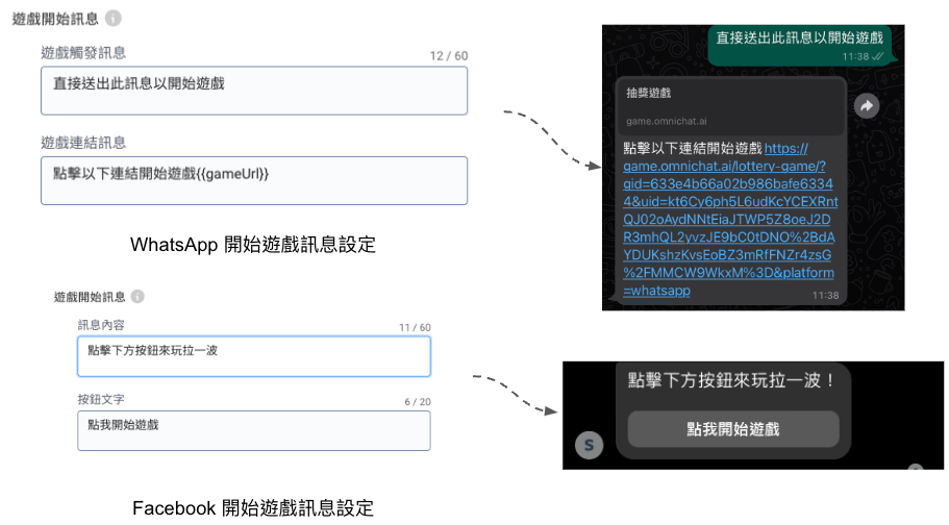 遊戲開始訊息
遊戲觸發訊息
12 / 60
直接送出此訊息以開始遊戲
遊戲連結訊息
點擊以下連結開始遊戲{{gameUrl}}
WhatsApp 開始遊戲訊息設定
直接送出此訊息以開始遊戲
11:38
抽獎遊戲
game.omnichat.ai
點擊以下連結開始遊戲 https://
game.omnichat.ai/lottery-game/?
gid=633e4b66a02b986bafe6334
4&uid=kt6Cy6ph5L6udKcYCEXRnt
QJ02oAydNNtEiaJTWP5Z8oeJ2D
R3mhQL2yvzJE9bC0tDNO%2BdA
YDUKshzKvsEoBZ3mRfFNZr4zsG
%2FMMCW9WkxM%3D&platform
=whatsapp
11:38
遊戲開始訊息
訊息內容
11 / 60
點擊下方按鈕來玩拉一波
按鈕文字
6 / 20
點我開始遊戲
Facebook 開始遊戲訊息設定
點擊下方按鈕來玩拉一波！
點我開始遊戲
S